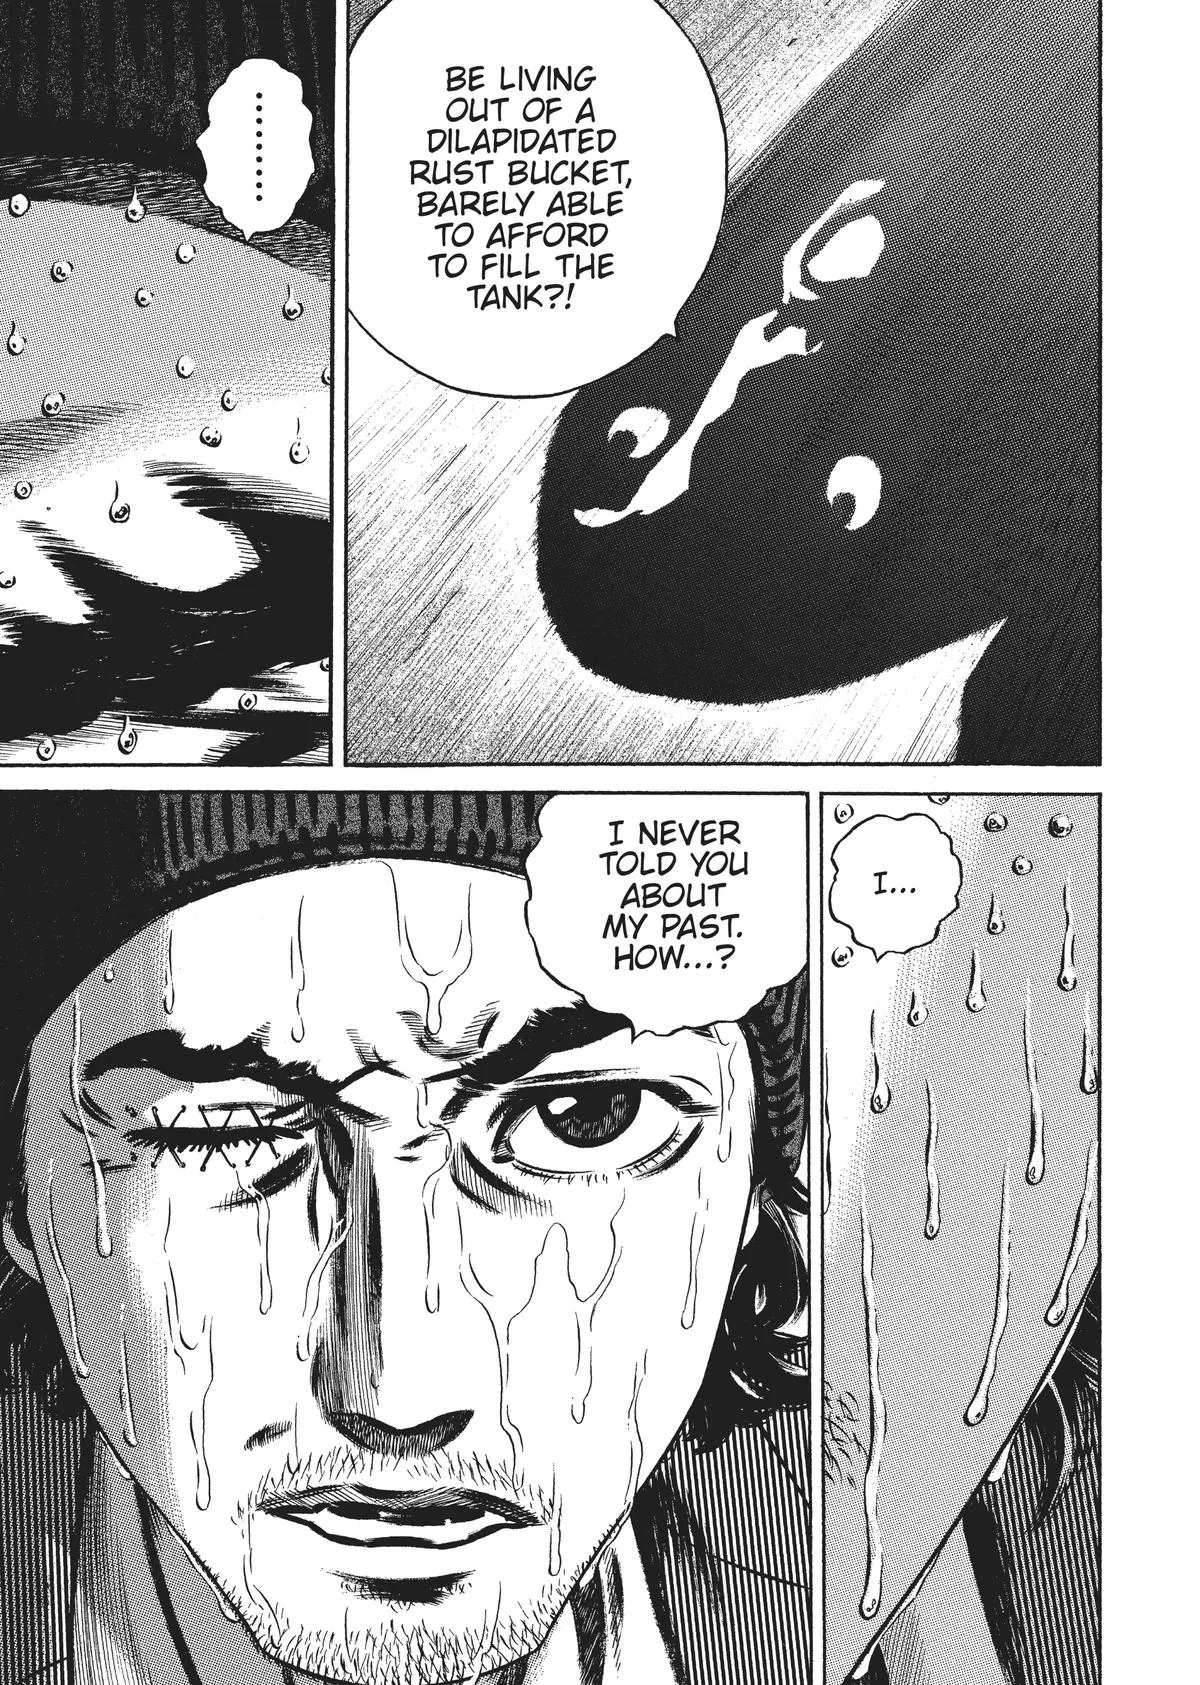 BE LIVING
OUT OF A
DILAPIDATED
RUST BUCKET,
BARELY ABLE
TO AFFORD
TO FILL THE
TANK?!
.........
I...
I NEVER
TOLD YOU
ABOUT
MY PAST.
HOW...?